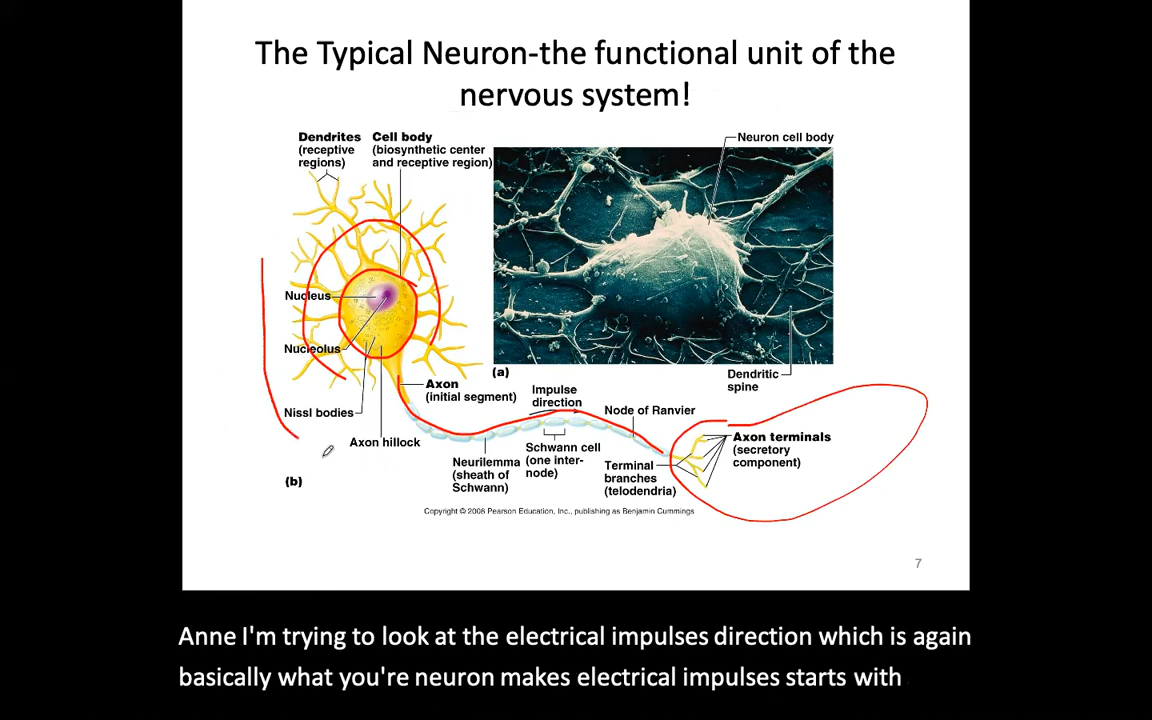 The Typical Neuron-the functional unit of the
nervous system!
Dendrites
(receptive
regions)
Cell body
(biosynthetic center
and receptive region)
Neuron cell body
Nucleus
Nucleolus
Nissl bodies
Axon hillock
Axon
(initial segment)
(a)
Dendritic
spine
Impulse
direction
Node of Ranvier
Neurilemma
(sheath of
Schwann)
Schwann cell
(one inter-
node)
Terminal
branches
(telodendria)
Axon terminals
(secretory
component)
(b)
Copyright © 2008 Pearson Education, Inc., publishing as Benjamin Cummings
7
Anne I'm trying to look at the electrical impulses direction which is again
basically what you're neuron makes electrical impulses starts with